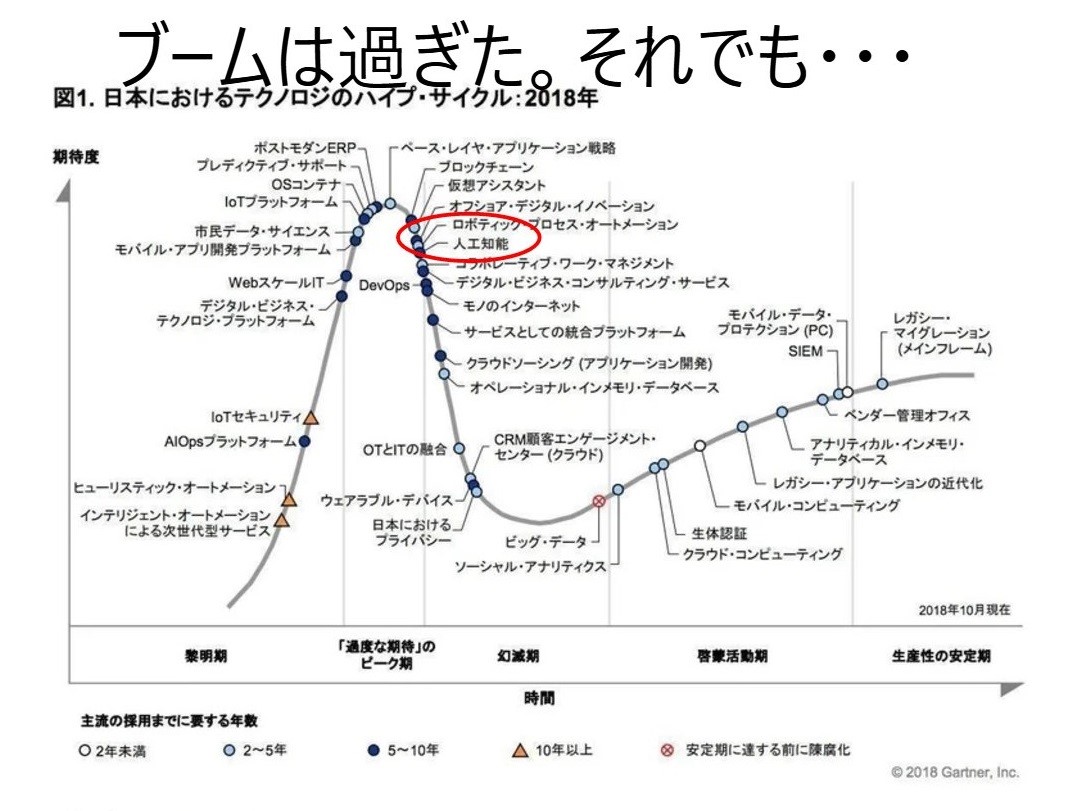 ブームは過ぎた。それでも・・・
図1. 日本におけるテクノロジのハイプ・サイクル：2018年
期待度
ポストモダンERP
プレディクティブ・サポート
OSコンテナ
IoTプラットフォーム
市民データ・サイエンス
モバイル・アプリ開発プラットフォーム
WebスケールIT
デジタル・ビジネス・
テクノロジ・プラットフォーム
IoTセキュリティ
AIOpsプラットフォーム
ヒューリスティック・オートメーション
インテリジェント・オートメーション
による次世代型サービス
ペース・レイヤ・アプリケーション戦略
ブロックチェーン
仮想アシスタント
オフショア・デジタル・イノベーション
ロボティック・プロセス・オートメーション
人工知能
コラボレーティブ・ワーク・マネジメント
DevOps
デジタル・ビジネス・コンサルティング・サービス
モノのインターネット
サービスとしての統合プラットフォーム
クラウドソーシング (アプリケーション開発)
オペレーショナル・インメモリ・データベース
OTとITの融合
CRM顧客エンゲージメント・
センター (クラウド)
ウェアラブル・デバイス
日本における
プライバシー
ビッグ・データ
ソーシャル・アナリティクス
モバイル・データ・
プロテクション (PC)
SIEM
レガシー・
マイグレーション
(メインフレーム)
ベンダー管理オフィス
アナリティカル・インメモリ・
データベース
レガシー・アプリケーションの近代化
モバイル・コンピューティング
生体認証
クラウド・コンピューティング
2018年10月現在
黎明期
「過度な期待」の
ピーク期
幻滅期
啓蒙活動期
生産性の安定期
時間
主流の採用までに要する年数
2年未満
2～5年
5～10年
10年以上
安定期に達する前に陳腐化
© 2018 Gartner, Inc.